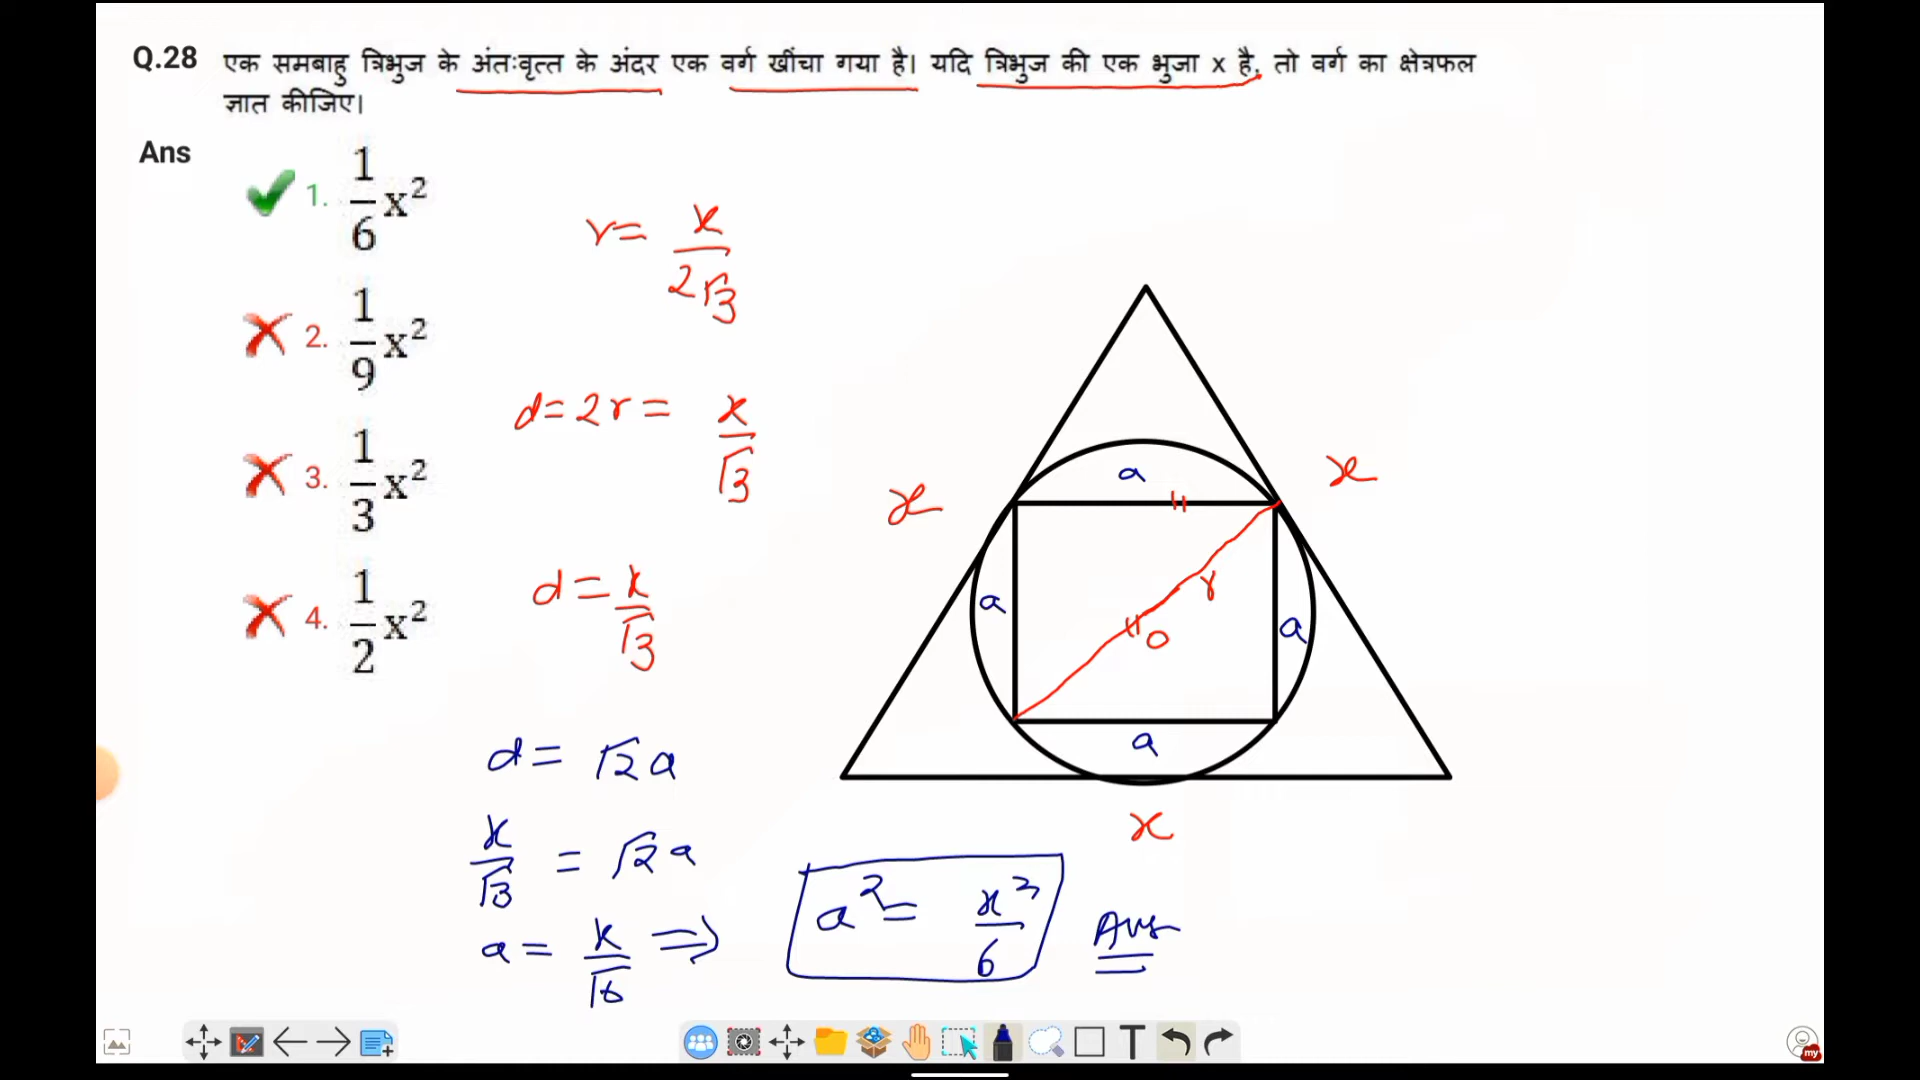 Q.28 एक समबाहु त्रिभुज के अंतःवृत्त के अंदर एक वर्ग खींचा गया है। यदि त्रिभुज की एक भुजा x है, तो वर्ग का क्षेत्रफल
ज्ञात कीजिए।
Ans
1. 1/6 x²
2. 1/9 x²
3. 1/3 x²
4. 1/2 x²
r = x/2√3
d = 2r = x/√3
d = x/√3
d = √2a
x/√3 = √2a
a = x/√6 ⇒
a² = x²/6 Ans
x
x
a
a
r
O
a
a
x
T
my